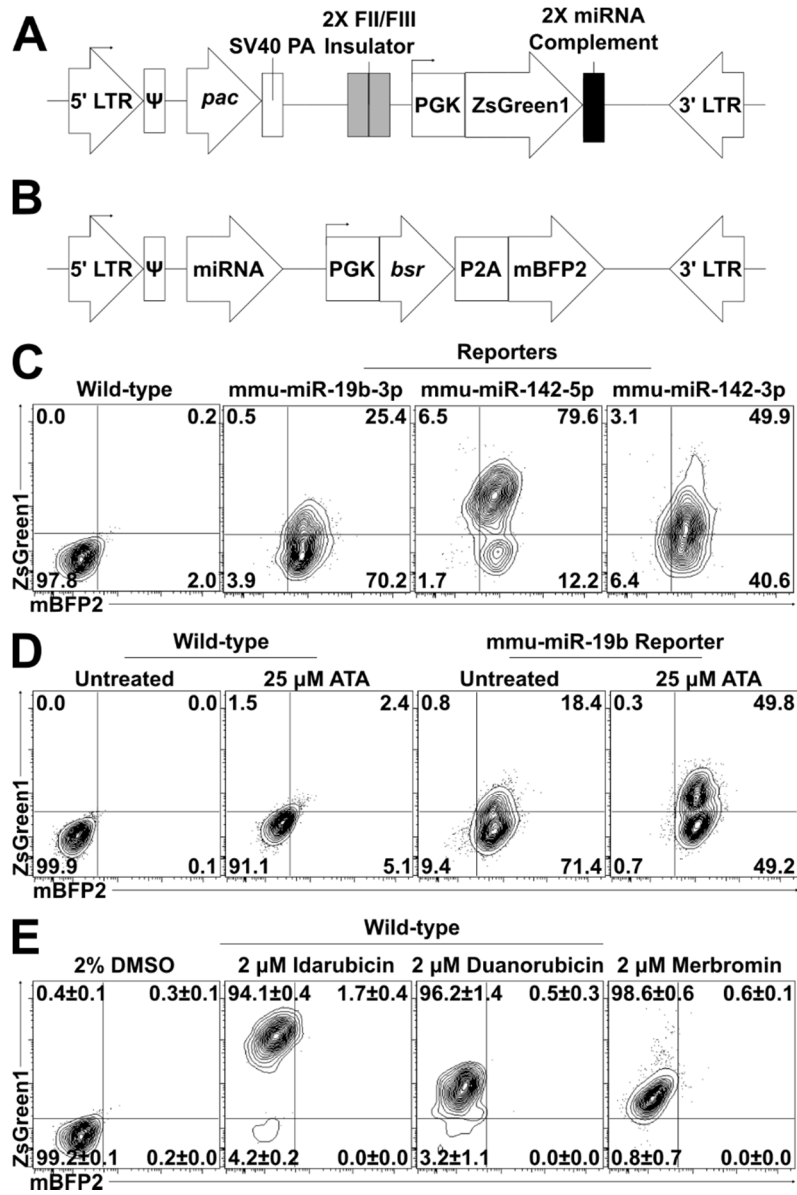 A
SV40 PA
2X FII/FIII
Insulator
2X miRNA
Complement
5' LTR Ψ pac PGK ZsGreen1 3' LTR
B
5' LTR Ψ miRNA PGK bsr P2A mBFP2 3' LTR
C
Reporters
Wild-type mmu-miR-19b-3p mmu-miR-142-5p mmu-miR-142-3p
0.0 0.2 0.5 25.4 6.5 79.6 3.1 49.9
ZsGreen1
97.8 2.0 3.9 70.2 1.7 12.2 6.4 40.6
mBFP2
D
Wild-type mmu-miR-19b Reporter
Untreated 25 µM ATA Untreated 25 µM ATA
0.0 0.0 1.5 2.4 0.8 18.4 0.3 49.8
ZsGreen1
99.9 0.1 91.1 5.1 9.4 71.4 0.7 49.2
mBFP2
E
Wild-type
2% DMSO 2 µM Idarubicin 2 µM Duanorubicin 2 µM Merbromin
0.4±0.1 0.3±0.1 94.1±0.4 1.7±0.4 96.2±1.4 0.5±0.3 98.6±0.6 0.6±0.1
ZsGreen1
99.2±0.1 0.2±0.0 4.2±0.2 0.0±0.0 3.2±1.1 0.0±0.0 0.8±0.7 0.0±0.0
mBFP2